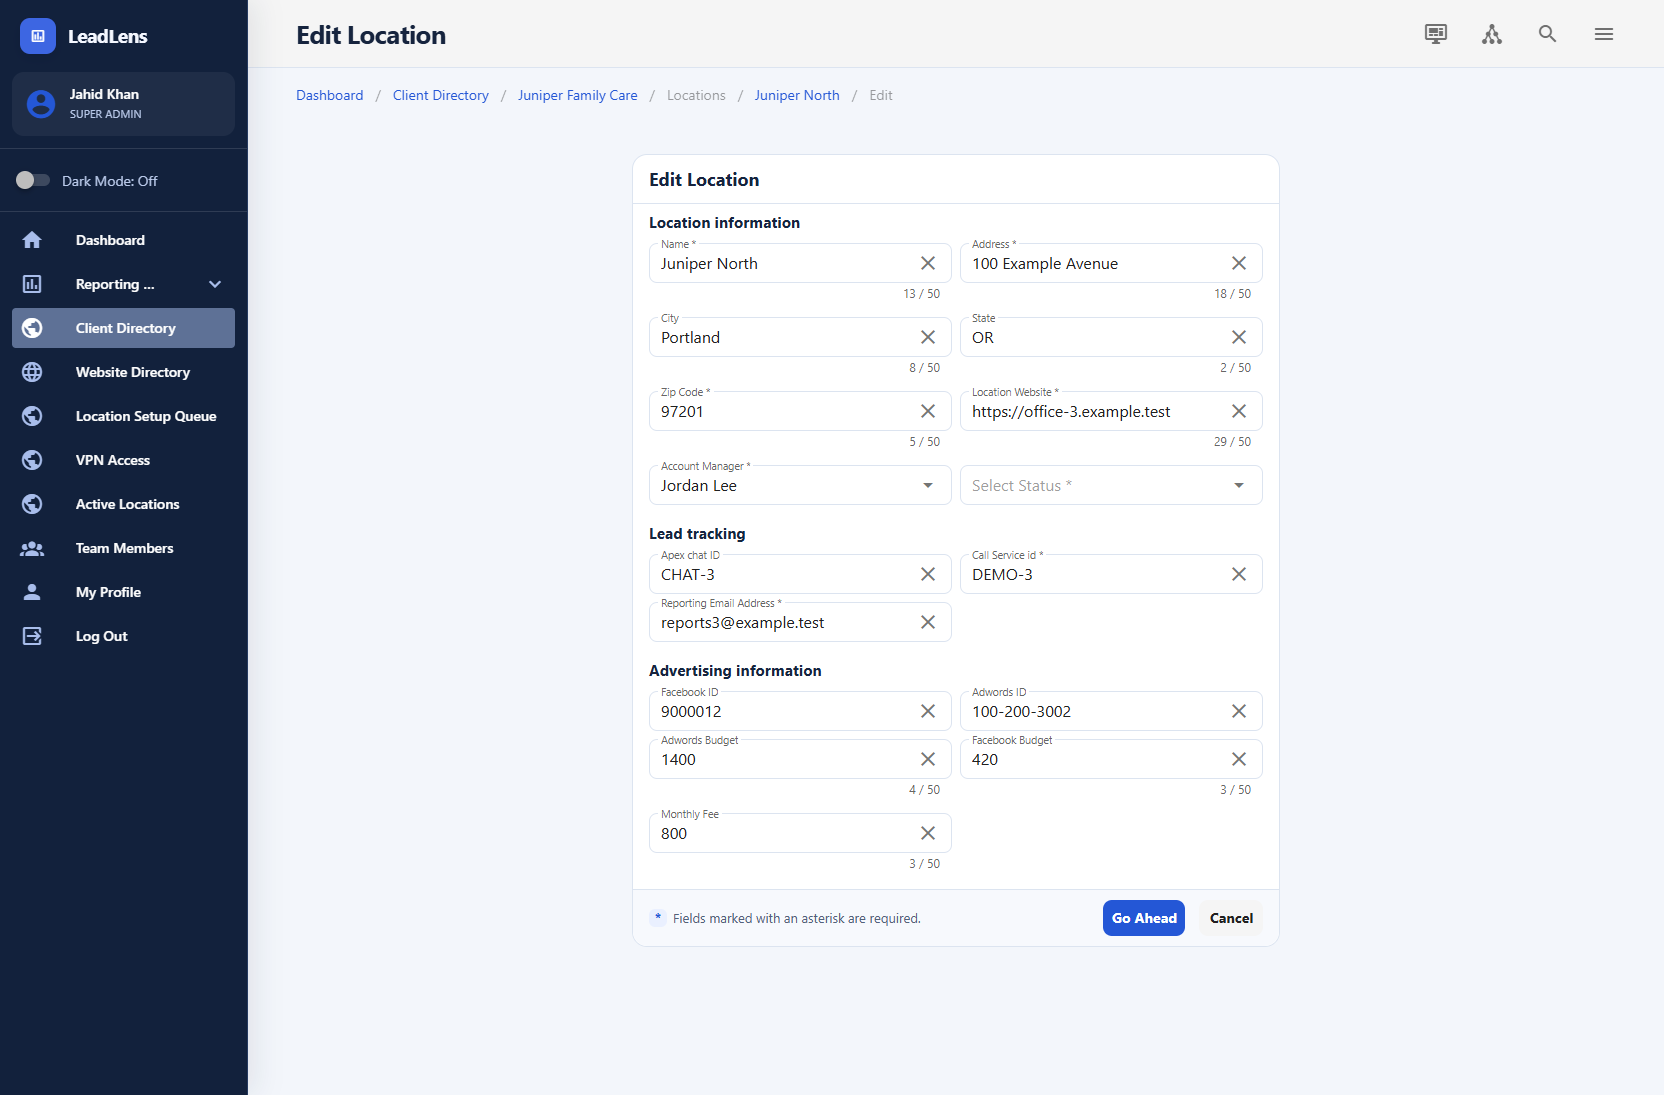 LeadLens
Jahid Khan
SUPER ADMIN
Dark Mode: Off
Dashboard
Reporting ...
Client Directory
Website Directory
Location Setup Queue
VPN Access
Active Locations
Team Members
My Profile
Log Out
Edit Location
Dashboard / Client Directory / Juniper Family Care / Locations / Juniper North / Edit
Edit Location
Location information
Name * Address *
Juniper North 100 Example Avenue
13 / 50 18 / 50
City State
Portland OR
8 / 50 2 / 50
Zip Code * Location Website *
97201 https://office-3.example.test
5 / 50 29 / 50
Account Manager *
Jordan Lee Select Status *
Lead tracking
Apex chat ID Call Service id *
CHAT-3 DEMO-3
Reporting Email Address *
reports3@example.test
Advertising information
Facebook ID Adwords ID
9000012 100-200-3002
Adwords Budget Facebook Budget
1400 420
4 / 50 3 / 50
Monthly Fee
800
3 / 50
* Fields marked with an asterisk are required. Go Ahead Cancel